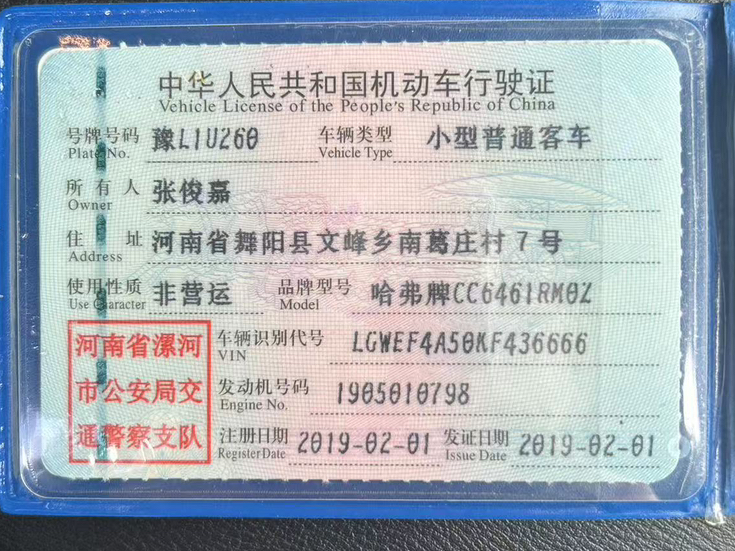 中华人民共和国机动车行驶证
Vehicle License of the People's Republic of China
号牌号码 豫L1U260 车辆类型 小型普通客车
Plate No. Vehicle Type
所有人 张俊嘉
Owner
住址 河南省舞阳县文峰乡南葛庄村7号
Address
使用性质 非营运 品牌型号 哈弗牌CC6461RM0Z
Use Character Model
河南省漯河
市公安局交
通警察支队
车辆识别代号 LGWEF4A50KF436666
VIN
发动机号码 1905010798
Engine No.
注册日期 2019-02-01 发证日期 2019-02-01
Register Date Issue Date